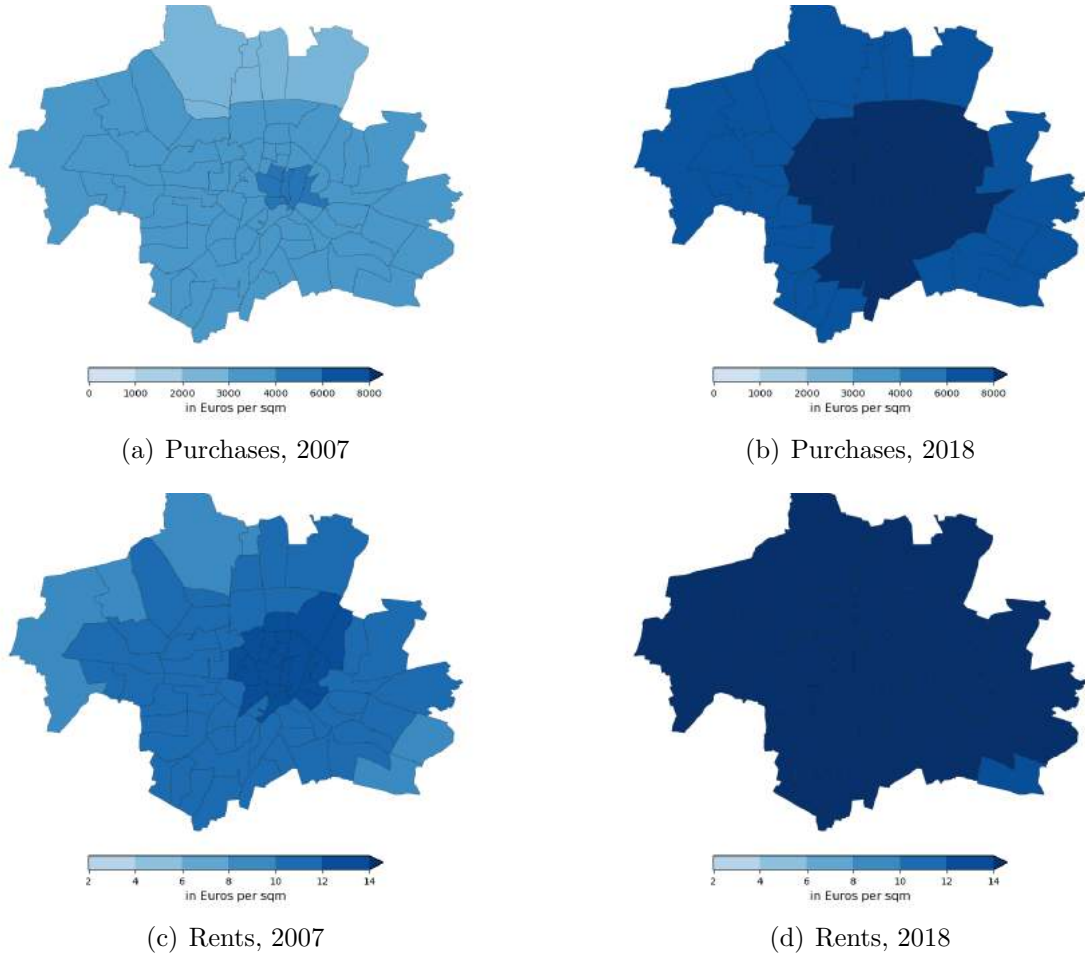 0 1000 2000 3000 4000 6000 8000
in Euros per sqm
0 1000 2000 3000 4000 6000 8000
in Euros per sqm
(a) Purchases, 2007
(b) Purchases, 2018
2 4 6 8 10 12 14
in Euros per sqm
2 4 6 8 10 12 14
in Euros per sqm
(c) Rents, 2007
(d) Rents, 2018